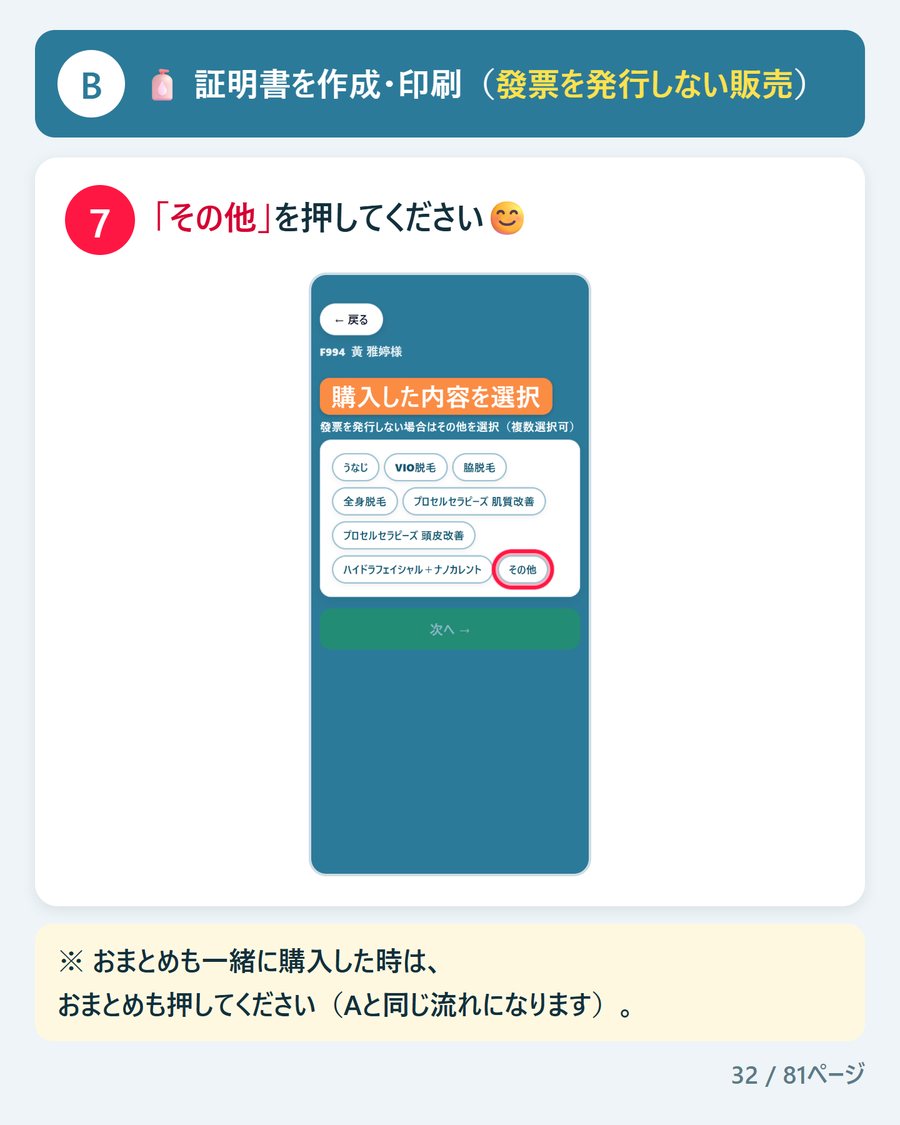 B 証明書を作成・印刷（發票を発行しない販売）
7 「その他」を押してください😊
← 戻る
F994 黃 雅婷様
購入した内容を選択
發票を発行しない場合はその他を選択（複数選択可）
うなじ VIO脱毛 脇脱毛
全身脱毛 プロセルセラピーズ 肌質改善
プロセルセラピーズ 頭皮改善
ハイドラフェイシャル＋ナノカレント その他
次へ →
※ おまとめも一緒に購入した時は、
おまとめも押してください（Aと同じ流れになります）。
32 / 81ページ